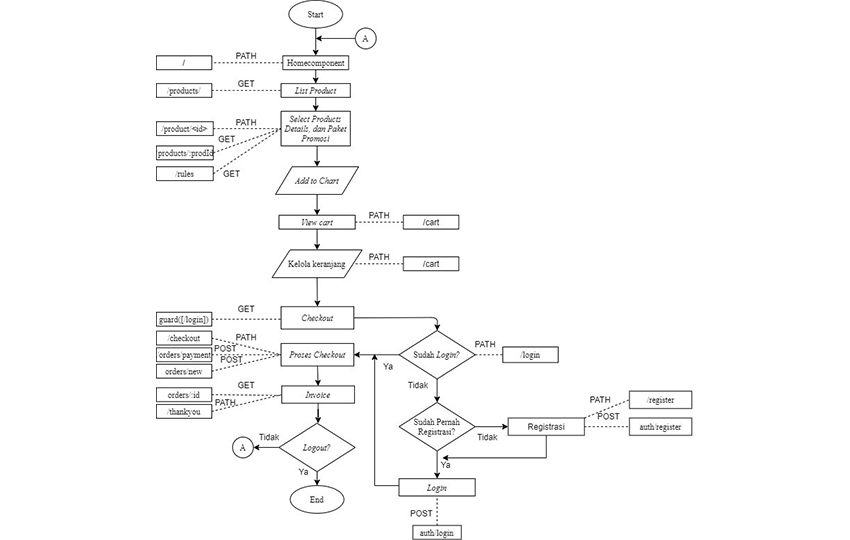 Start
A
/
PATH
Homecomponent
/products/
GET
List Product
/product/<id>
PATH
Select Products
Details, dan Paket
Promosi
GET
products/:prodId
/rules
GET
Add to Chart
View cart
PATH
/cart
Kelola keranjang
PATH
/cart
guard([/login])
GET
Checkout
/checkout
PATH
/orders/payment
POST
POST
orders/new
Proses Checkout
Ya
Sudah Login?
PATH
/login
Tidak
orders/:id
GET
Invoice
/thankyou
PATH
Sudah Pernah
Registrasi?
Tidak
Registrasi
PATH
/register
POST
auth/register
Ya
A
Tidak
Logout?
Ya
End
Login
POST
auth/login